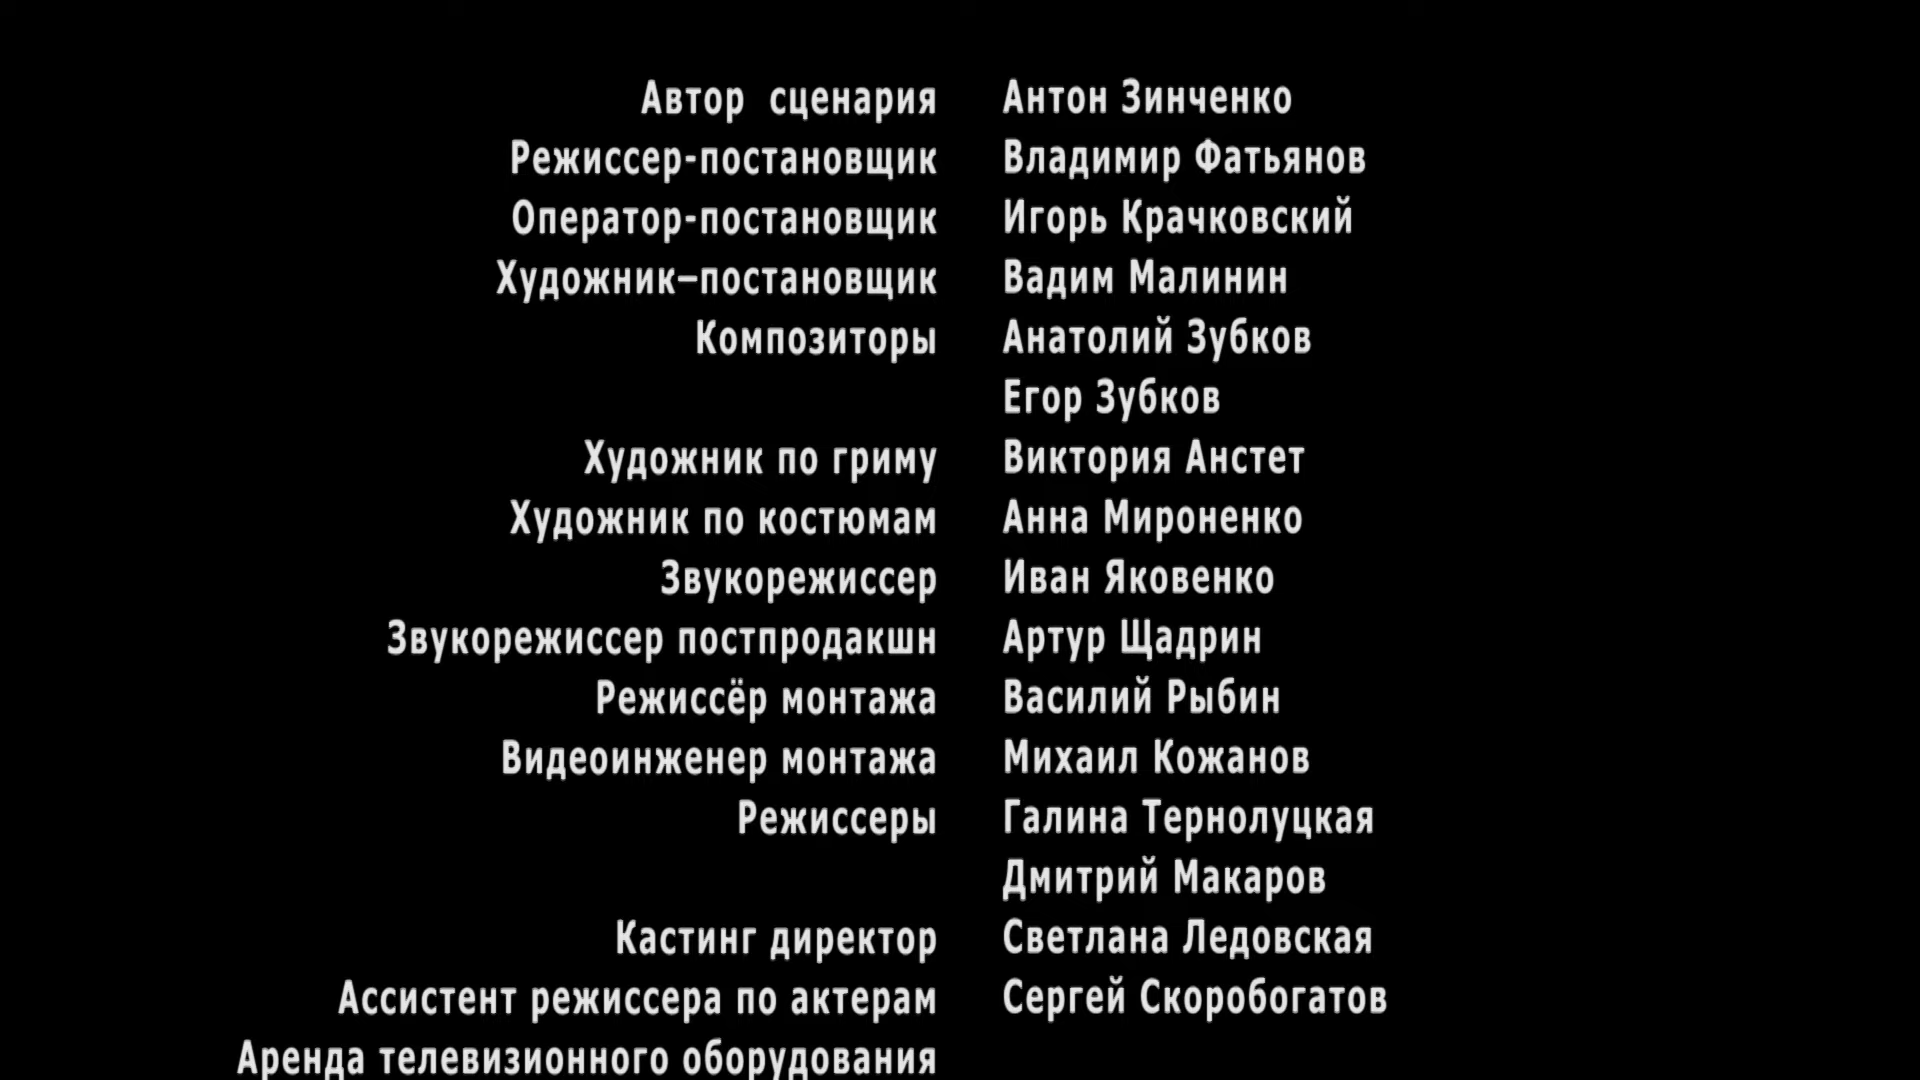 Автор сценария Антон Зинченко
Режиссер-постановщик Владимир Фатьянов
Оператор-постановщик Игорь Крачковский
Художник–постановщик Вадим Малинин
Композиторы Анатолий Зубков
Егор Зубков
Художник по гриму Виктория Анстет
Художник по костюмам Анна Мироненко
Звукорежиссер Иван Яковенко
Звукорежиссер постпродакшн Артур Щадрин
Режиссёр монтажа Василий Рыбин
Видеоинженер монтажа Михаил Кожанов
Режиссеры Галина Тернолуцкая
Дмитрий Макаров
Кастинг директор Светлана Ледовская
Ассистент режиссера по актерам Сергей Скоробогатов
Аренда телевизионного оборудования